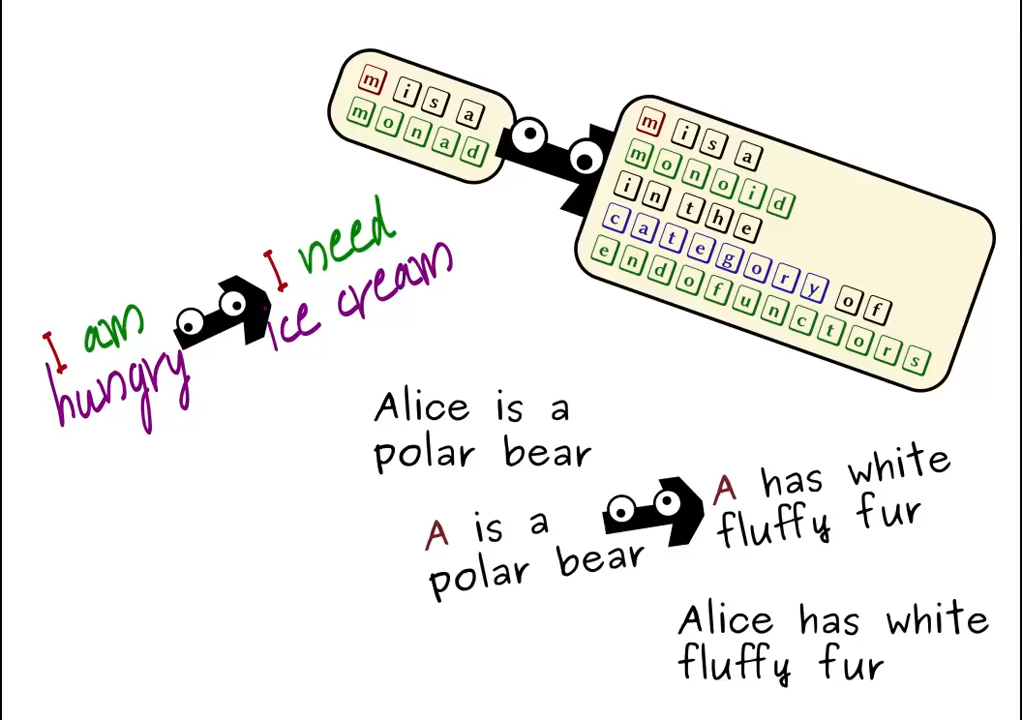 m is a
monad
m is a
monoid
in the
category of
endofunctors
I am
hungry
I need
ice cream
Alice is a
polar bear
A is a
polar bear
A has white
fluffy fur
Alice has white
fluffy fur